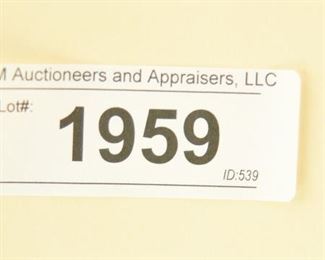 M Auctioneers and Appraisers, LLC
Lot#:
1959
ID:539